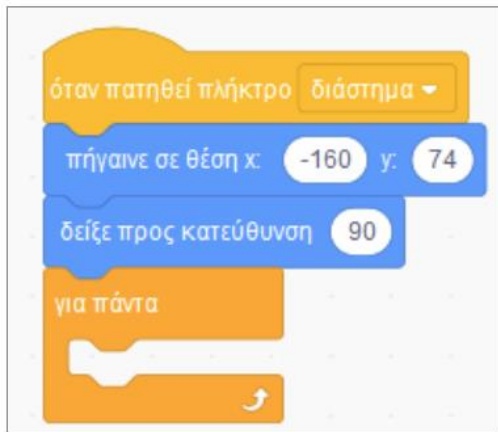 όταν πατηθεί πλήκτρο διάστημα
πήγαινε σε θέση x: -160 y: 74
δείξε προς κατεύθυνση 90
για πάντα